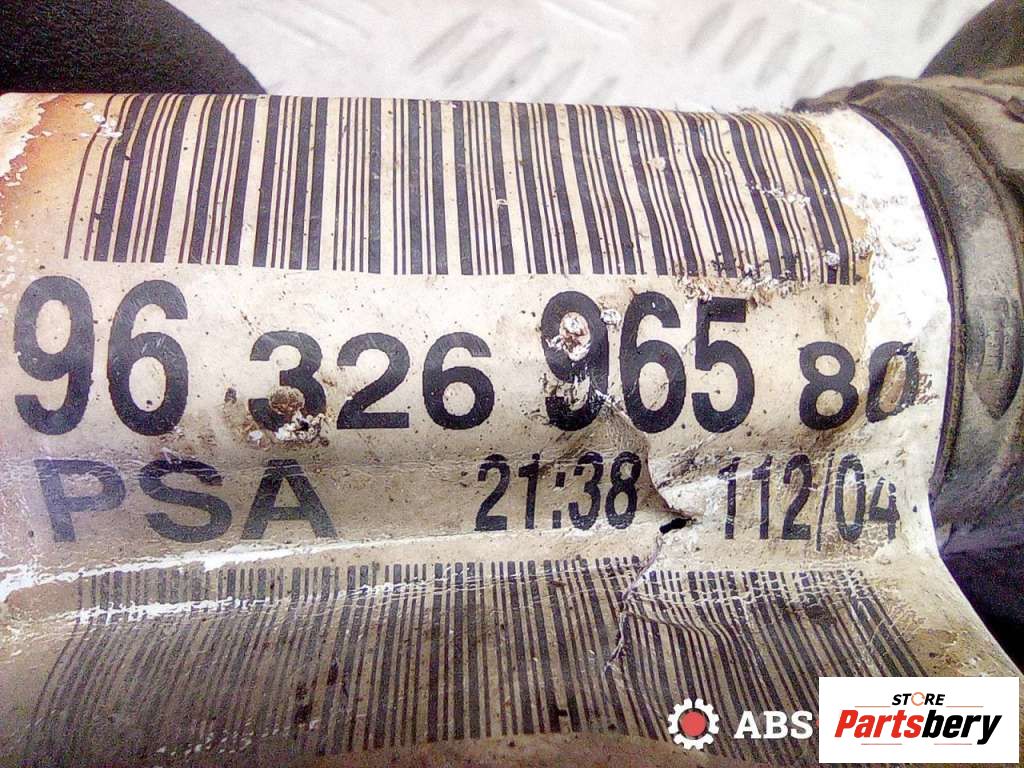 96 326 965 80
PSA 21:38 112/04
ABS
STORE
Partsbery